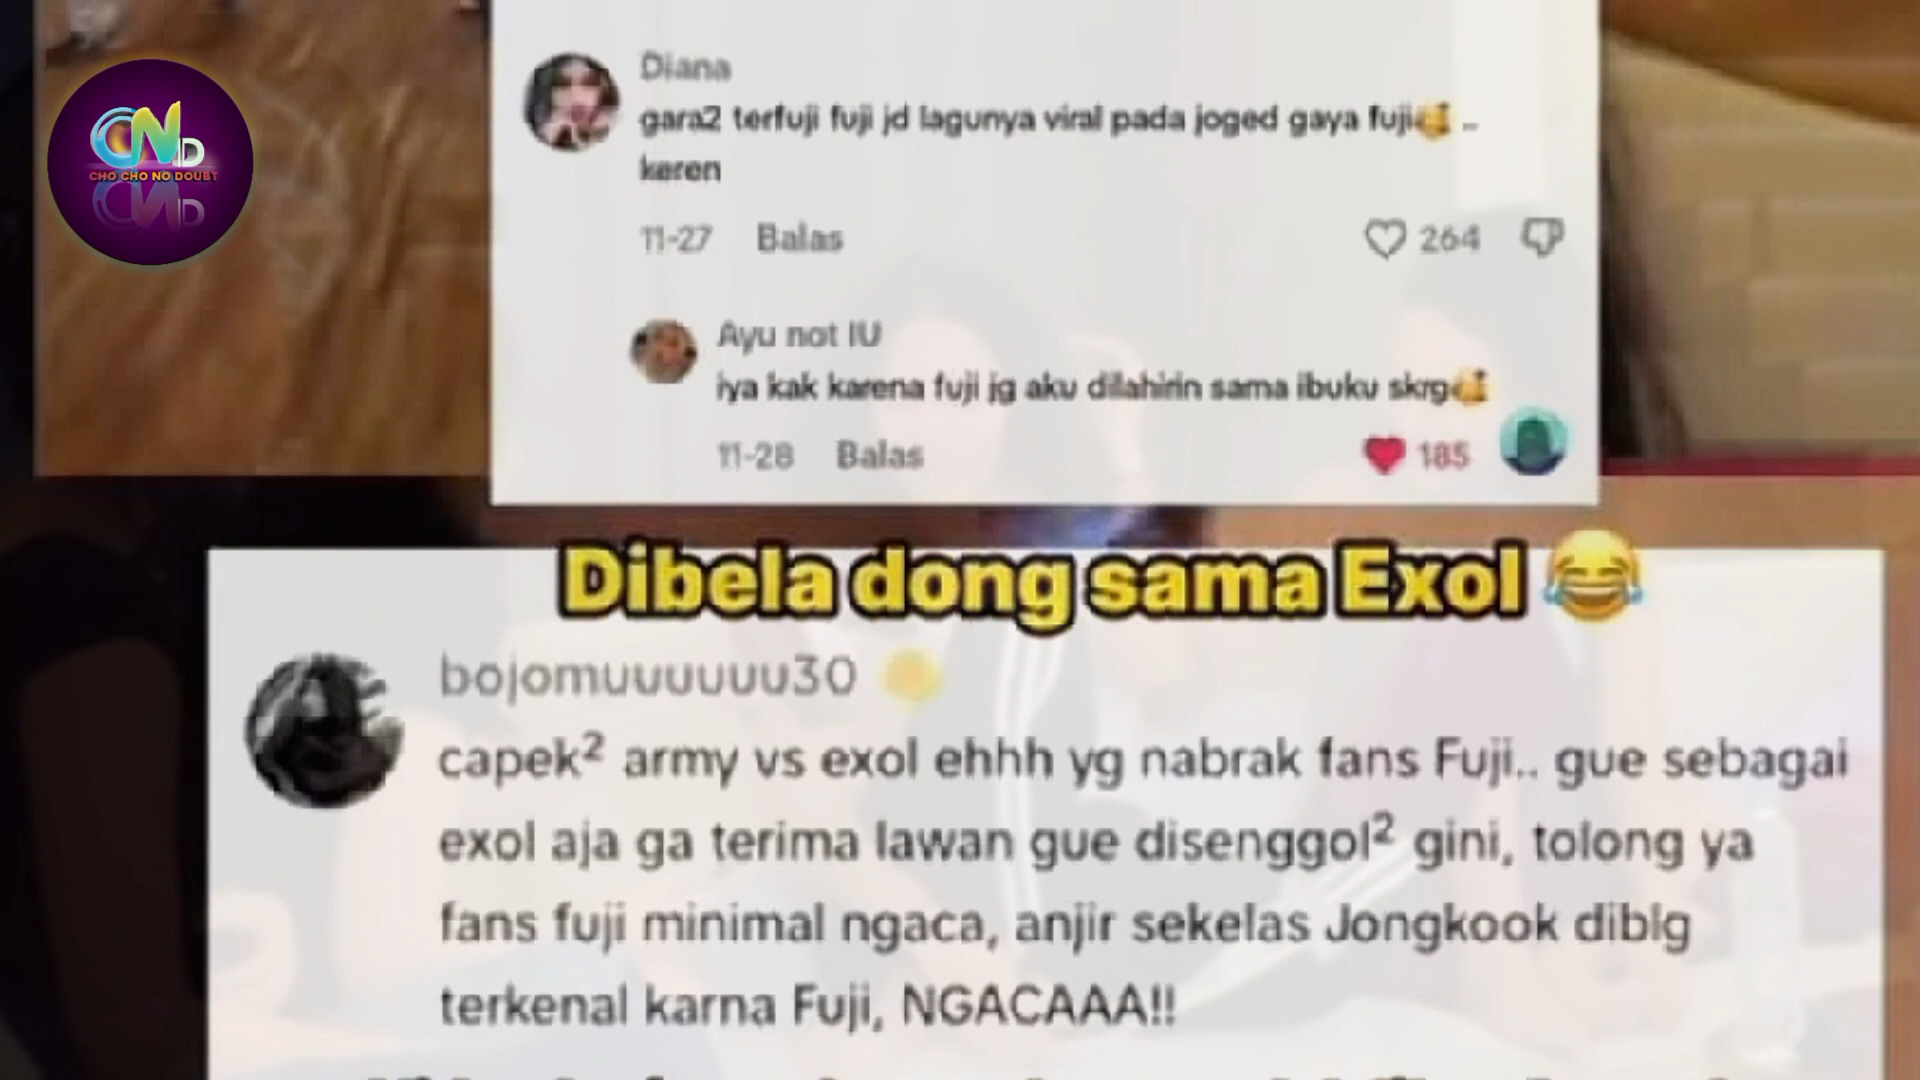 CND
CHO CHO NO DOUBT
Diana
gara2 terfuji fuji jd lagunya viral pada joged gaya fuji🥰 ..
keren
11-27 Balas 264
Ayu not IU
iya kak karena fuji jg aku dilahirin sama ibuku skrg🥰
11-28 Balas 185
Dibela dong sama Exol 😂
bojomuuuuuu30
capek² army vs exol ehhh yg nabrak fans Fuji.. gue sebagai
exol aja ga terima lawan gue disenggol² gini, tolong ya
fans fuji minimal ngaca, anjir sekelas Jongkook diblg
terkenal karna Fuji, NGACAAA!!